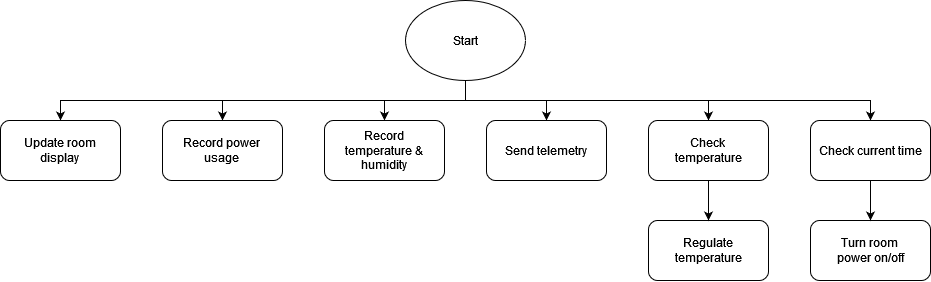 Start
Update room
display
Record power
usage
Record
temperature &
humidity
Send telemetry
Check
temperature
Check current time
Regulate
temperature
Turn room
power on/off